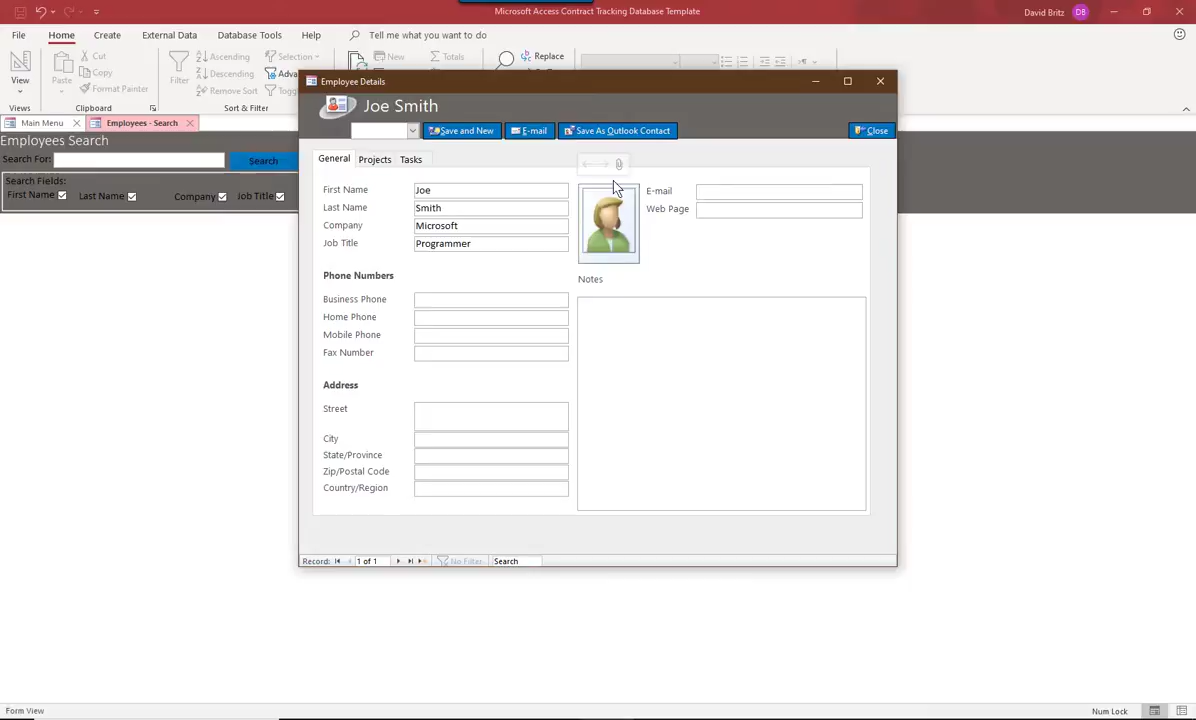 Microsoft Access Contract Tracking Database Template
David Britz
DB
File
Home
Create
External Data
Database Tools
Help
Tell me what you want to do
View
Views
Paste
Cut
Copy
Format Painter
Clipboard
Filter
Ascending
Descending
Remove Sort
Selection
Adva
Toggl
Sort & Filter
New
Totals
Replace
Main Menu
Employees - Search
Employees Search
Search For:
Search
Search Fields:
First Name
Last Name
Company
Job Title
Employee Details
Joe Smith
Save and New
E-mail
Save As Outlook Contact
Close
General
Projects
Tasks
First Name Joe
Last Name Smith
Company Microsoft
Job Title Programmer
E-mail
Web Page
Phone Numbers
Business Phone
Home Phone
Mobile Phone
Fax Number
Notes
Address
Street
City
State/Province
Zip/Postal Code
Country/Region
Record: 1 of 1 No Filter Search
Form View
Num Lock